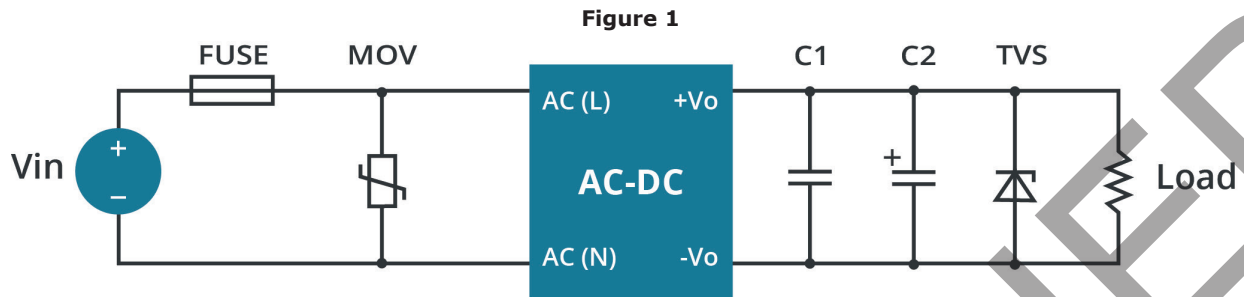 Figure 1
FUSE MOV C1 C2 TVS
AC (L) +Vo
Vin + − AC-DC + Load
AC (N) -Vo